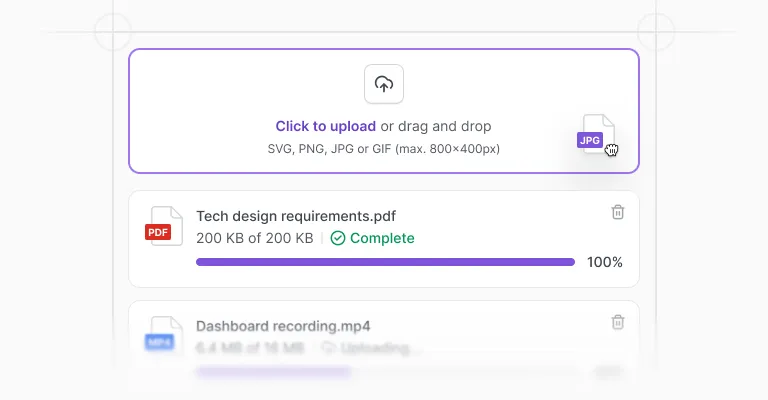 Click to upload or drag and drop
SVG, PNG, JPG or GIF (max. 800×400px)
JPG
Tech design requirements.pdf
PDF
200 KB of 200 KB
Complete
100%
Dashboard recording.mp4
MP4
6.4 MB of 16 MB
Uploading...